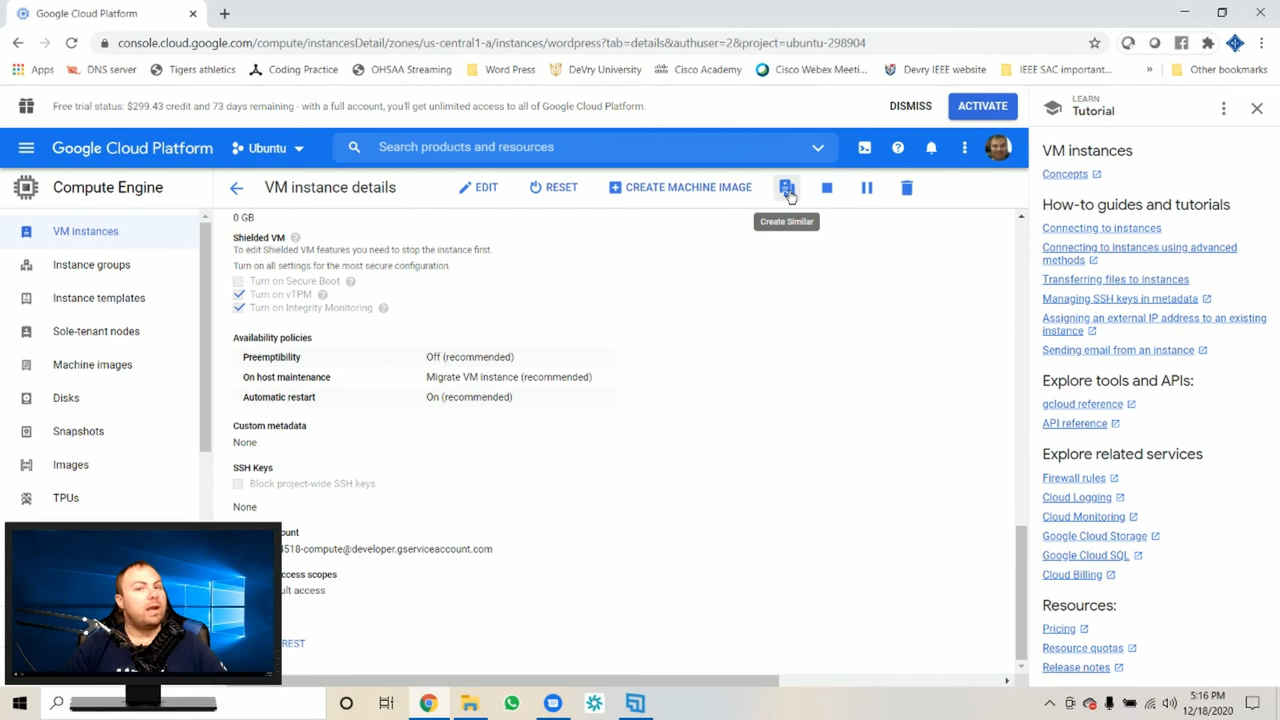 Google Cloud Platform
console.cloud.google.com/compute/instancesDetail/zones/us-central1-a/instances/wordpress?tab=details&authuser=2&project=ubuntu-298904
Apps DNS server Tigers athletics Coding Practice OHSAA Streaming Word Press DeVry University Cisco Academy Cisco Webex Meeti... Devry IEEE website IEEE SAC important... » Other bookmarks
Free trial status: $299.43 credit and 73 days remaining - with a full account, you'll get unlimited access to all of Google Cloud Platform.
DISMISS
ACTIVATE
Google Cloud Platform
Ubuntu
Search products and resources
Compute Engine
VM instances
Instance groups
Instance templates
Sole-tenant nodes
Machine images
Disks
Snapshots
Images
TPUs
VM instance details
EDIT
RESET
CREATE MACHINE IMAGE
Create Similar
0 GB
Shielded VM
To edit Shielded VM features you need to stop the instance first.
Turn on all settings for the most secure configuration.
Turn on Secure Boot
Turn on vTPM
Turn on Integrity Monitoring
Availability policies
Preemptibility Off (recommended)
On host maintenance Migrate VM instance (recommended)
Automatic restart On (recommended)
Custom metadata
None
SSH Keys
Block project-wide SSH keys
None
ount
4518-compute@developer.gserviceaccount.com
ccess scopes
ult access
REST
LEARN
Tutorial
VM instances
Concepts
How-to guides and tutorials
Connecting to instances
Connecting to instances using advanced
methods
Transferring files to instances
Managing SSH keys in metadata
Assigning an external IP address to an existing
instance
Sending email from an instance
Explore tools and APIs:
gcloud reference
API reference
Explore related services
Firewall rules
Cloud Logging
Cloud Monitoring
Google Cloud Storage
Google Cloud SQL
Cloud Billing
Resources:
Pricing
Resource quotas
Release notes
5:16 PM
12/18/2020